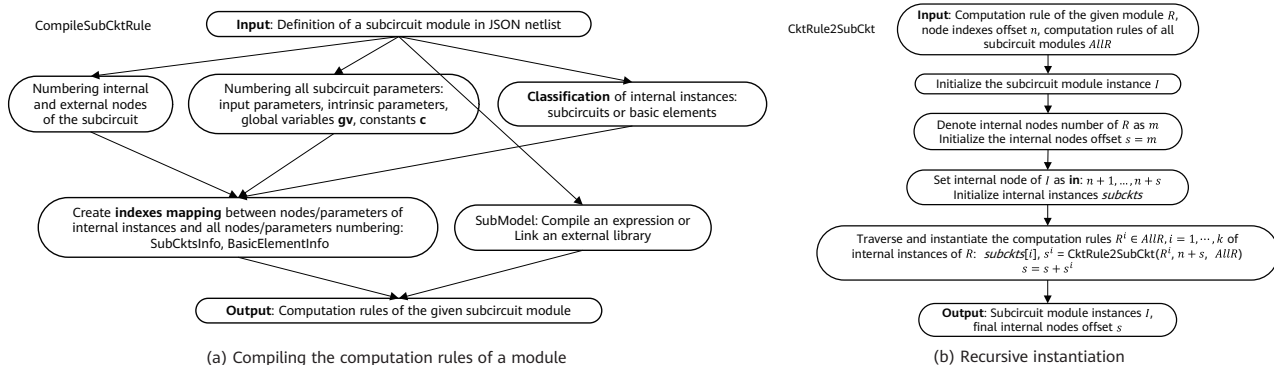 CompileSubCktRule
Input: Definition of a subcircuit module in JSON netlist
Numbering internal
and external nodes
of the subcircuit
Numbering all subcircuit parameters:
input parameters, intrinsic parameters,
global variables gv, constants c
Classification of internal instances:
subcircuits or basic elements
Create indexes mapping between nodes/parameters of
internal instances and all nodes/parameters numbering:
SubCktsInfo, BasicElementInfo
SubModel: Compile an expression or
Link an external library
Output: Computation rules of the given subcircuit module
(a) Compiling the computation rules of a module
CktRule2SubCkt
Input: Computation rule of the given module R,
node indexes offset n, computation rules of all
subcircuit modules AllR
Initialize the subcircuit module instance I
Denote internal nodes number of R as m
Initialize the internal nodes offset s = m
Set internal node of I as in: n + 1, ..., n + s
Initialize internal instances subckts
Traverse and instantiate the computation rules Rⁱ ∈ AllR, i = 1, ⋯, k of
internal instances of R: subckts[i], sⁱ = CktRule2SubCkt(Rⁱ, n + s, AllR)
s = s + sⁱ
Output: Subcircuit module instances I,
final internal nodes offset s
(b) Recursive instantiation